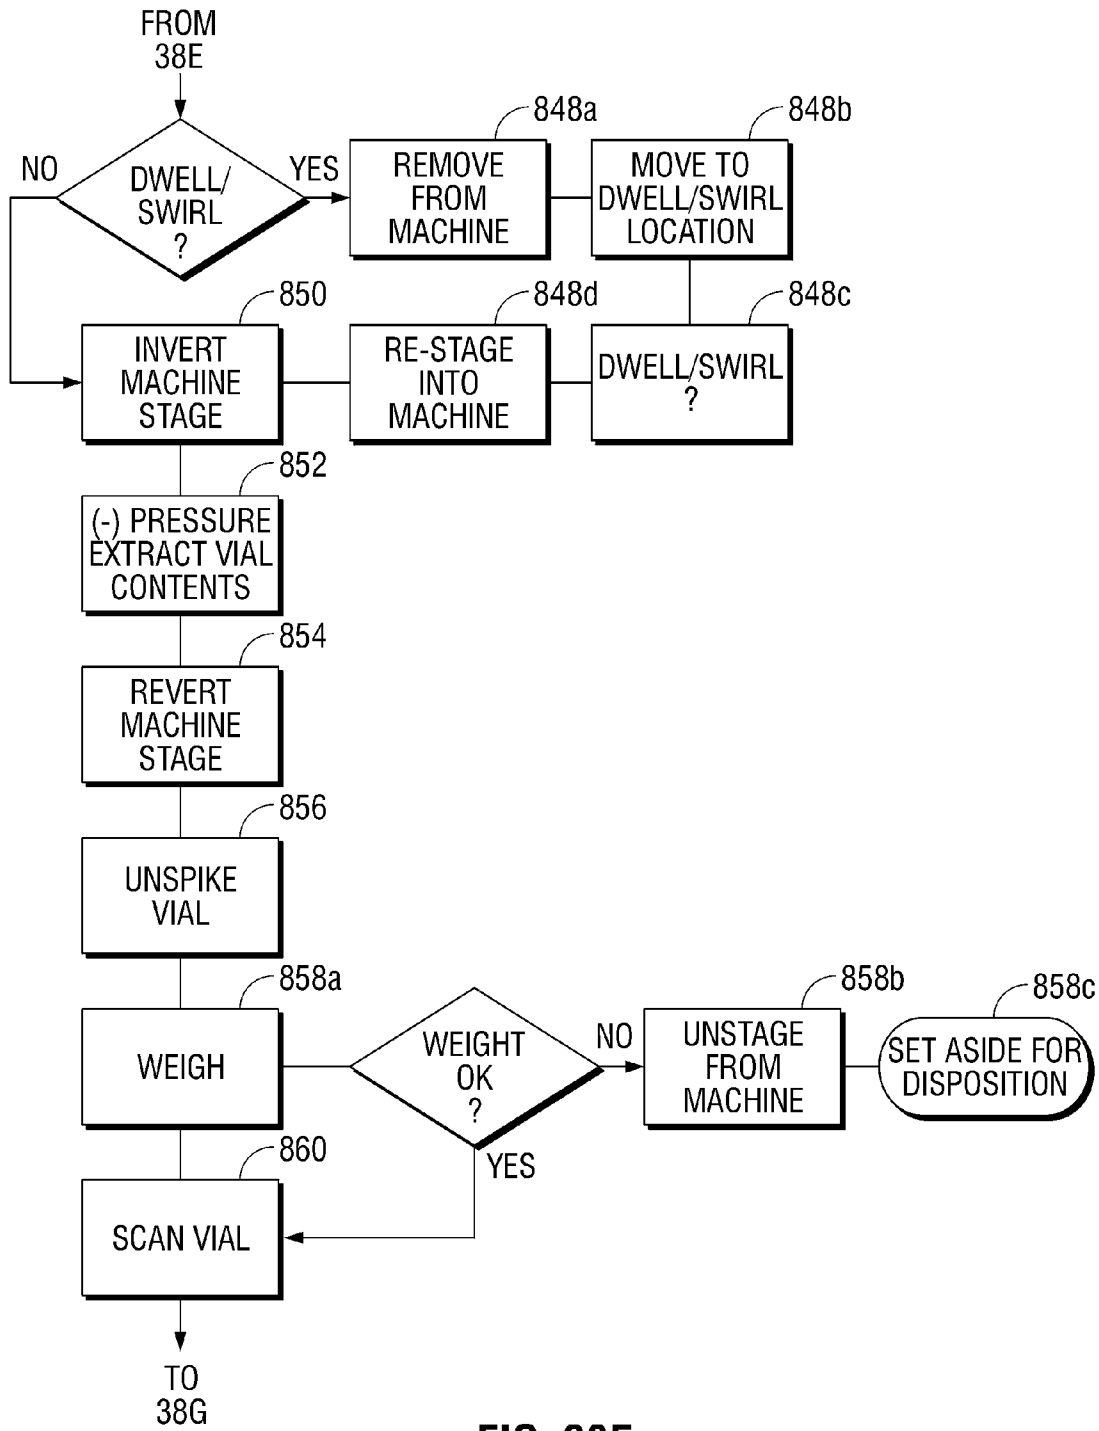 FROM
38E
NO
DWELL/
SWIRL
?
YES
848a
REMOVE
FROM
MACHINE
848b
MOVE TO
DWELL/SWIRL
LOCATION
850
INVERT
MACHINE
STAGE
848d
RE-STAGE
INTO
MACHINE
848c
DWELL/SWIRL
?
852
(-) PRESSURE
EXTRACT VIAL
CONTENTS
854
REVERT
MACHINE
STAGE
856
UNSPIKE
VIAL
858a
WEIGH
WEIGHT
OK
?
NO
YES
858b
UNSTAGE
FROM
MACHINE
858c
SET ASIDE FOR
DISPOSITION
860
SCAN VIAL
TO
38G
FIG.